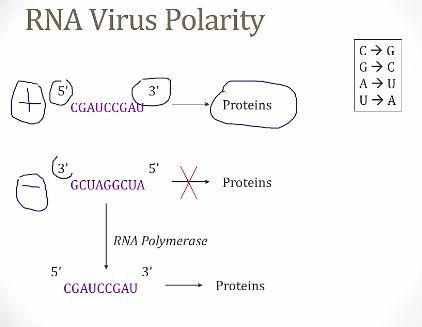 RNA Virus Polarity
C → G
G → C
A → U
U → A
+ 5’ 3’
CGAUCCGAU → Proteins
– 3’ 5’
GCUAGGCUA → Proteins
RNA Polymerase
5’ 3’
CGAUCCGAU → Proteins